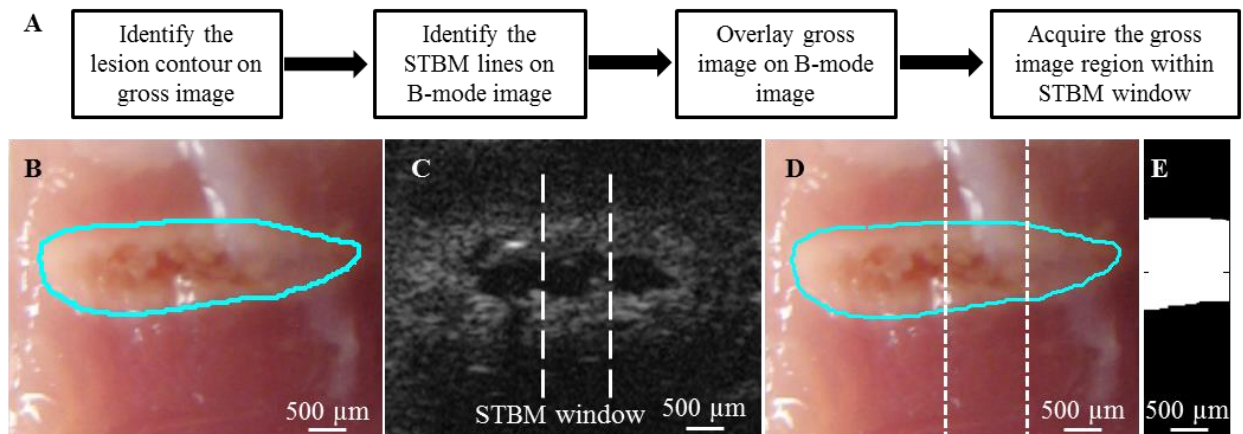 A
Identify the
lesion contour on
gross image
Identify the
STBM lines on
B-mode image
Overlay gross
image on B-mode
image
Acquire the gross
image region within
STBM window
B
500 µm
C
STBM window
500 µm
D
500 µm
E
500 µm